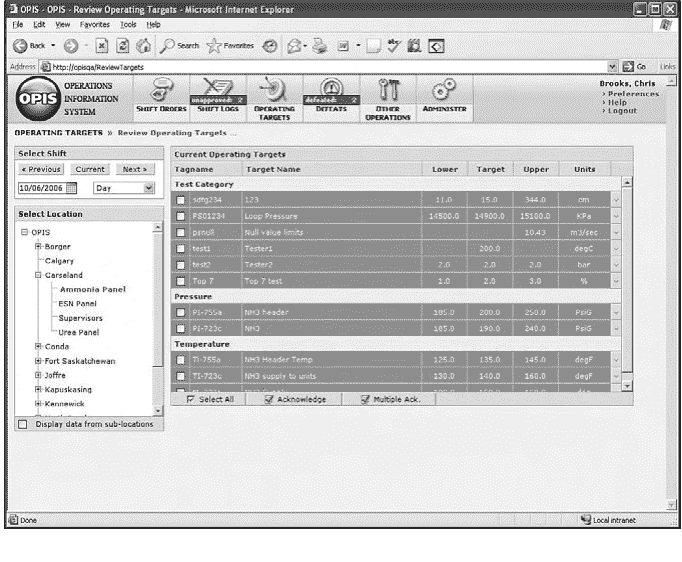 OPIS - OPIS - Review Operating Targets - Microsoft Internet Explorer
File Edit View Favorites Tools Help
Back Search Favorites
Address http://opisqa/ReviewTargets Go Links
OPIS OPERATIONS INFORMATION SYSTEM
SHIFT ORDERS
unapproved: 2
SHIFT LOGS
OPERATING TARGETS
defeated: 2
DEFEATS
OTHER OPERATIONS
ADMINISTER
Brooks, Chris
› Preferences
› Help
› Logout
OPERATING TARGETS » Review Operating Targets ...
Select Shift
« Previous Current Next »
10/06/2006 Day
Select Location
OPIS
Borger
Calgary
Carseland
Ammonia Panel
ESN Panel
Supervisors
Urea Panel
Conda
Fort Saskatchewan
Joffre
Kapuskasing
Kennewick
Display data from sub-locations
Current Operating Targets
Tagname Target Name Lower Target Upper Units
Test Category
sdfg234 123 11.0 15.0 344.0 cm
PS01234 Loop Pressure 14500.0 14900.0 15100.0 KPa
psnull Null value limits 10.43 m3/sec
test1 Tester1 200.0 degC
test2 Tester2 2.0 2.0 2.0 bar
Top 7 Top 7 test 1.0 2.0 3.0 %
Pressure
PI-755a NH3 header 185.0 200.0 250.0 PsiG
PI-723c NH3 185.0 190.0 240.0 PsiG
Temperature
TI-755a NH3 Header Temp 125.0 135.0 145.0 degF
TI-723c NH3 supply to units 130.0 140.0 160.0 degF
Select All Acknowledge Multiple Ack.
Done Local intranet